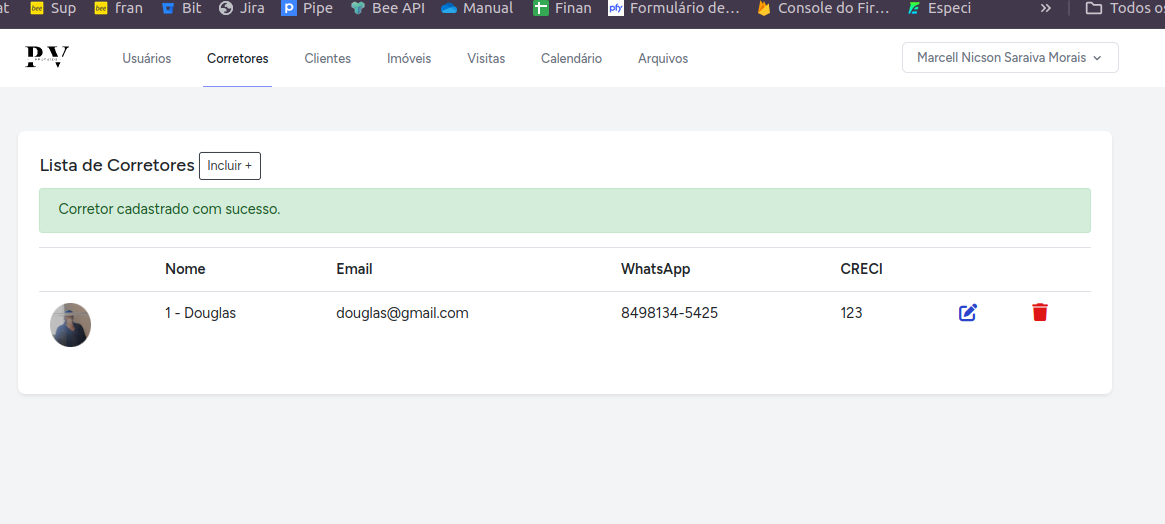 at Sup fran Bit Jira Pipe Bee API Manual Finan Formulário de... Console do Fir... Especi » Todos os
PV Usuários Corretores Clientes Imóveis Visitas Calendário Arquivos Marcell Nicson Saraiva Morais
Lista de Corretores Incluir +
Corretor cadastrado com sucesso.
Nome Email WhatsApp CRECI
1 - Douglas douglas@gmail.com 8498134-5425 123